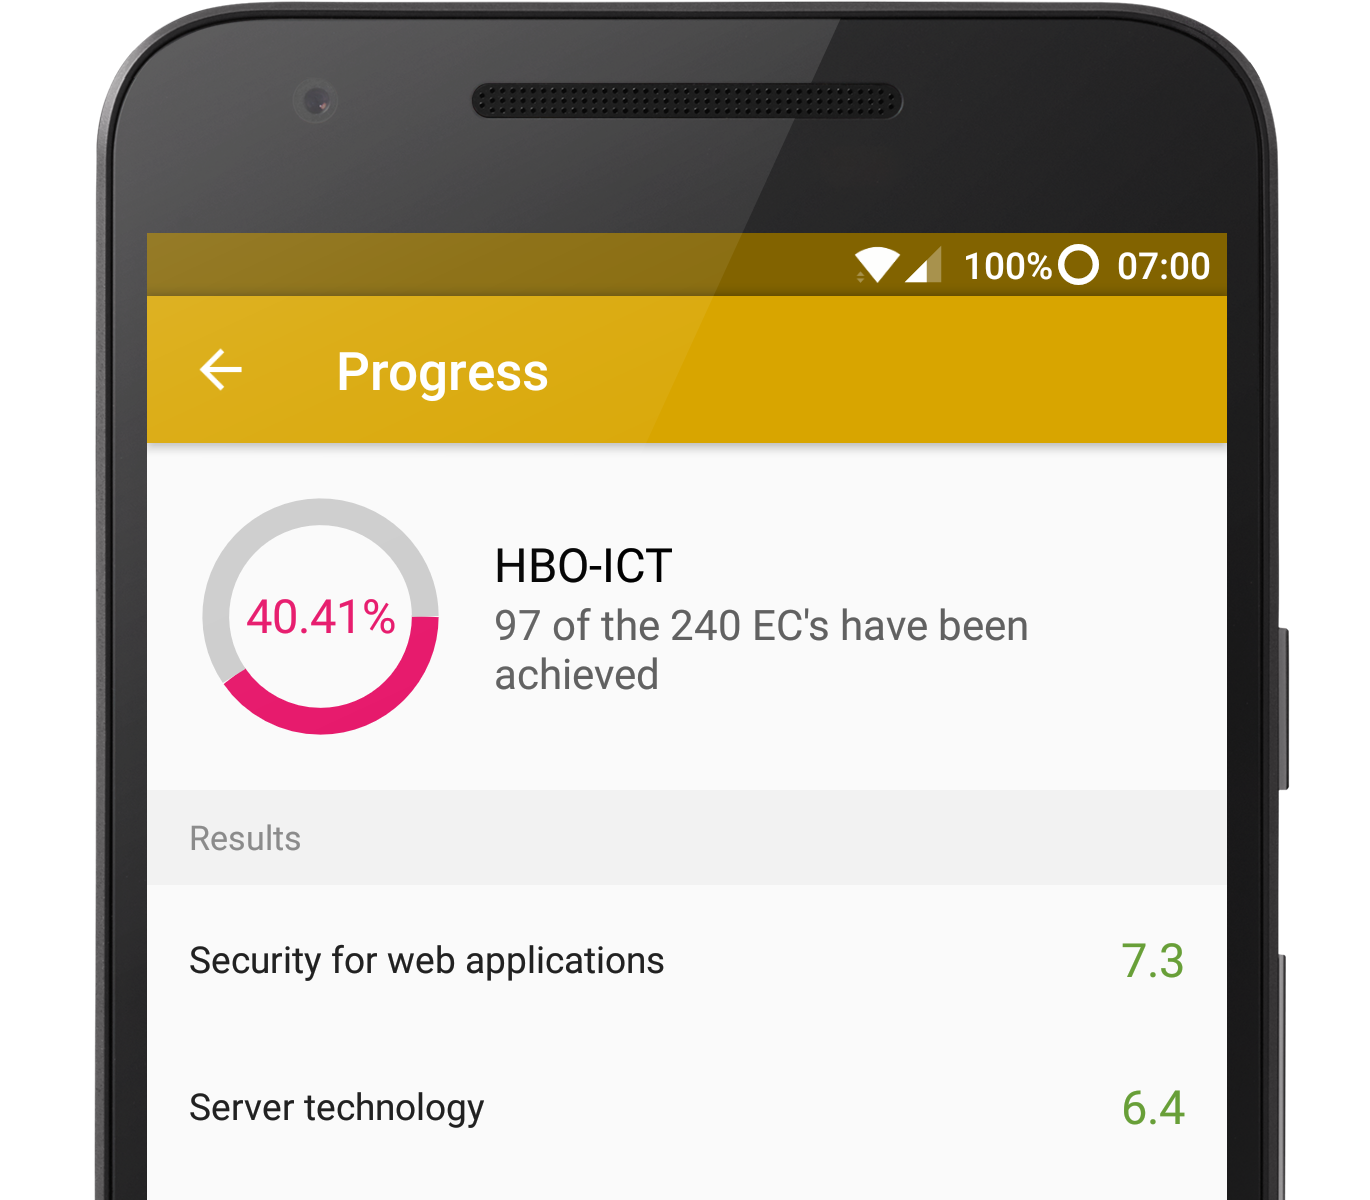 100% 07:00
Progress
40.41%
HBO-ICT
97 of the 240 EC's have been
achieved
Results
Security for web applications 7.3
Server technology 6.4